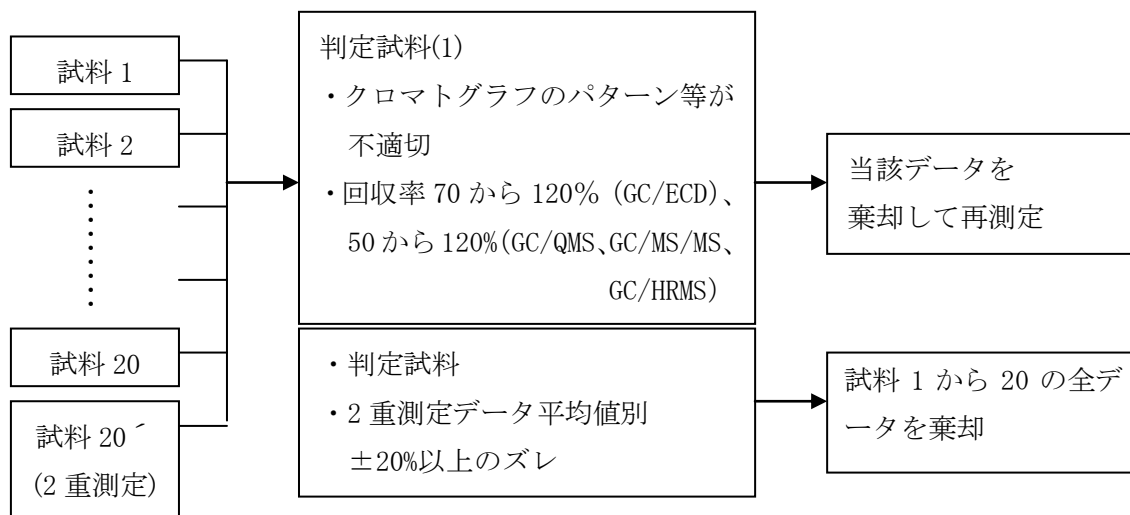 試料 1
試料 2
試料 20
試料 20´
(2 重測定)
判定試料(1)
・クロマトグラフのパターン等が
不適切
・回収率 70 から 120％ (GC/ECD)、
50 から 120%(GC/QMS、GC/MS/MS、
GC/HRMS)
・判定試料
・2 重測定データ平均値別
±20%以上のズレ
当該データを
棄却して再測定
試料 1 から 20 の全デ
ータを棄却